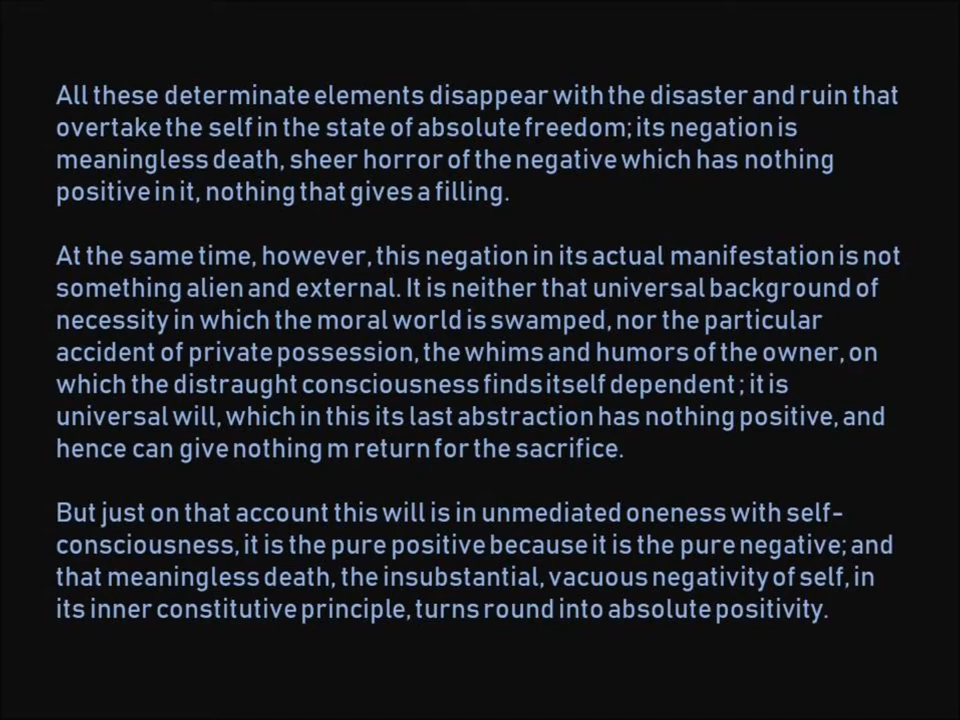 All these determinate elements disappear with the disaster and ruin that
overtake the self in the state of absolute freedom; its negation is
meaningless death, sheer horror of the negative which has nothing
positive in it, nothing that gives a filling.
At the same time, however, this negation in its actual manifestation is not
something alien and external. It is neither that universal background of
necessity in which the moral world is swamped, nor the particular
accident of private possession, the whims and humors of the owner, on
which the distraught consciousness finds itself dependent ; it is
universal will, which in this its last abstraction has nothing positive, and
hence can give nothing m return for the sacrifice.
But just on that account this will is in unmediated oneness with self-
consciousness, it is the pure positive because it is the pure negative; and
that meaningless death, the insubstantial, vacuous negativity of self, in
its inner constitutive principle, turns round into absolute positivity.